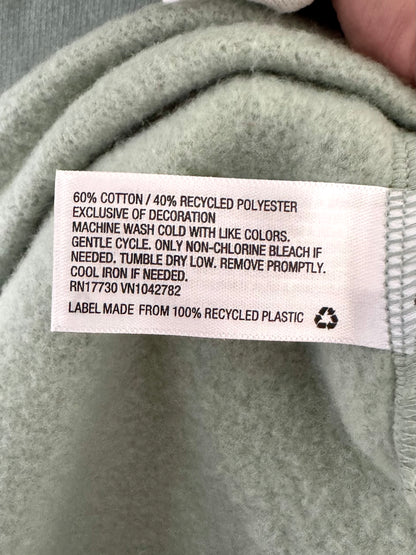 60% COTTON / 40% RECYCLED POLYESTER
EXCLUSIVE OF DECORATION
MACHINE WASH COLD WITH LIKE COLORS.
GENTLE CYCLE. ONLY NON-CHLORINE BLEACH IF
NEEDED. TUMBLE DRY LOW. REMOVE PROMPTLY.
COOL IRON IF NEEDED.
RN17730 VN1042782
LABEL MADE FROM 100% RECYCLED PLASTIC